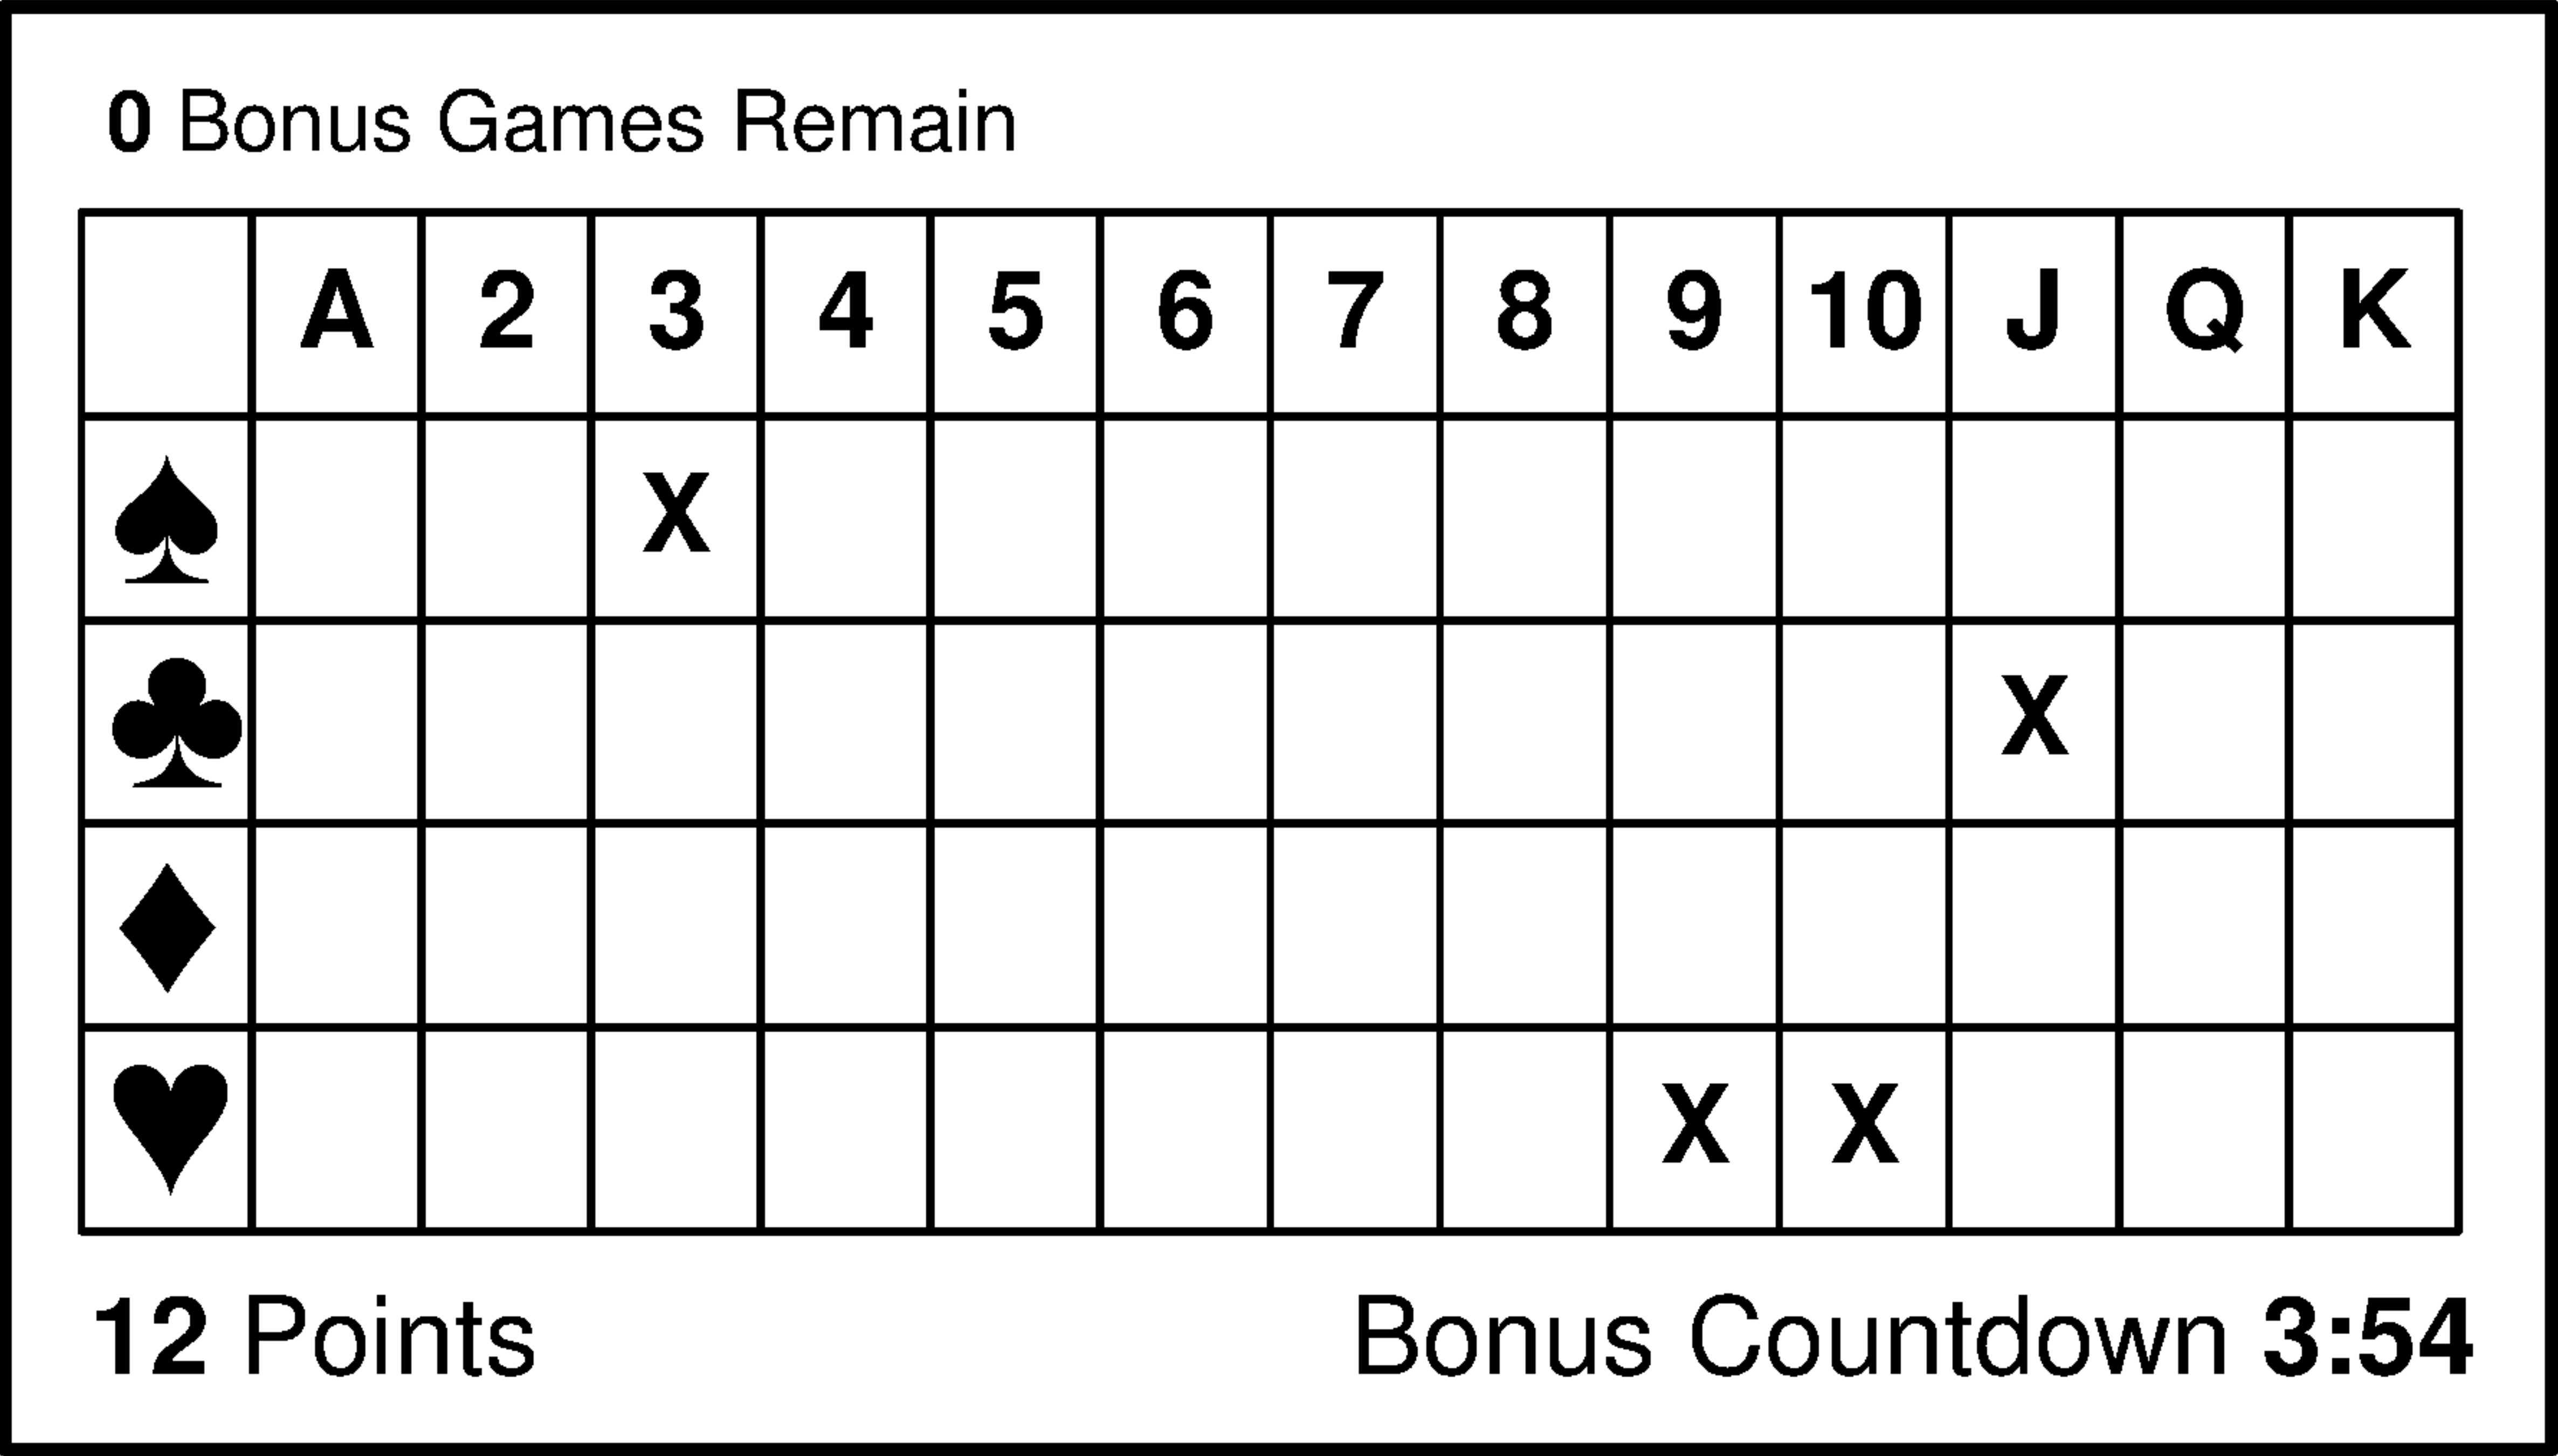 0 Bonus Games Remain
A 2 3 4 5 6 7 8 9 10 J Q K
♠ X
♣ X
♦
♥ X X
12 Points Bonus Countdown 3:54